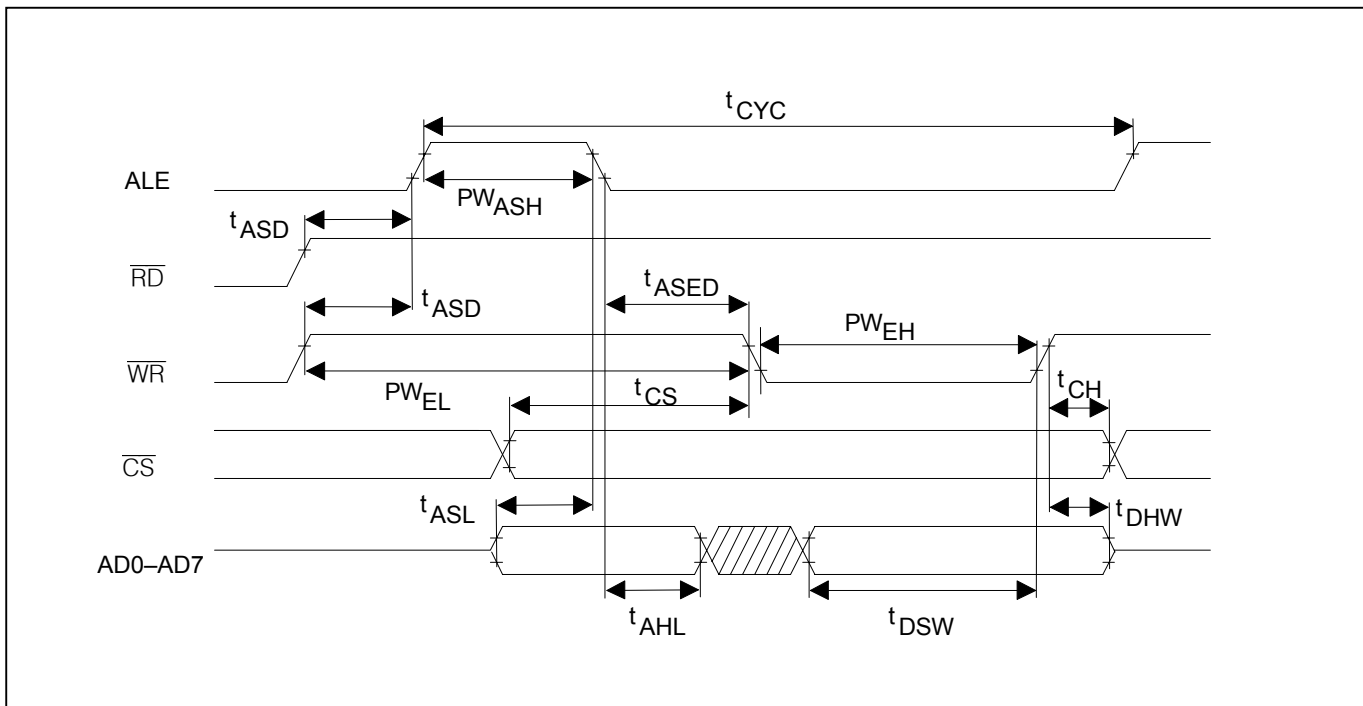 tCYC
ALE
PWASH
tASD
RD
tASED
tASD
PWEH
WR
PWEL
tCS
tCH
CS
tASL
tDHW
AD0–AD7
tAHL
tDSW